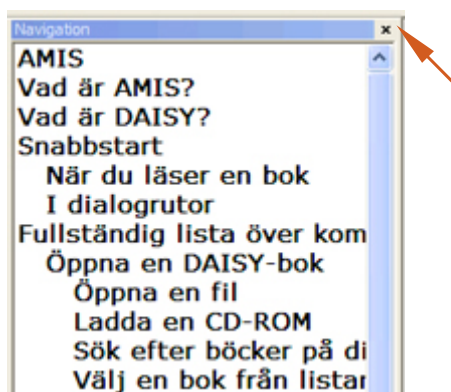 Navigation
AMIS
Vad är AMIS?
Vad är DAISY?
Snabbstart
När du läser en bok
I dialogrutor
Fullständig lista över kom
Öppna en DAISY-bok
Öppna en fil
Ladda en CD-ROM
Sök efter böcker på di
Välj en bok från listar